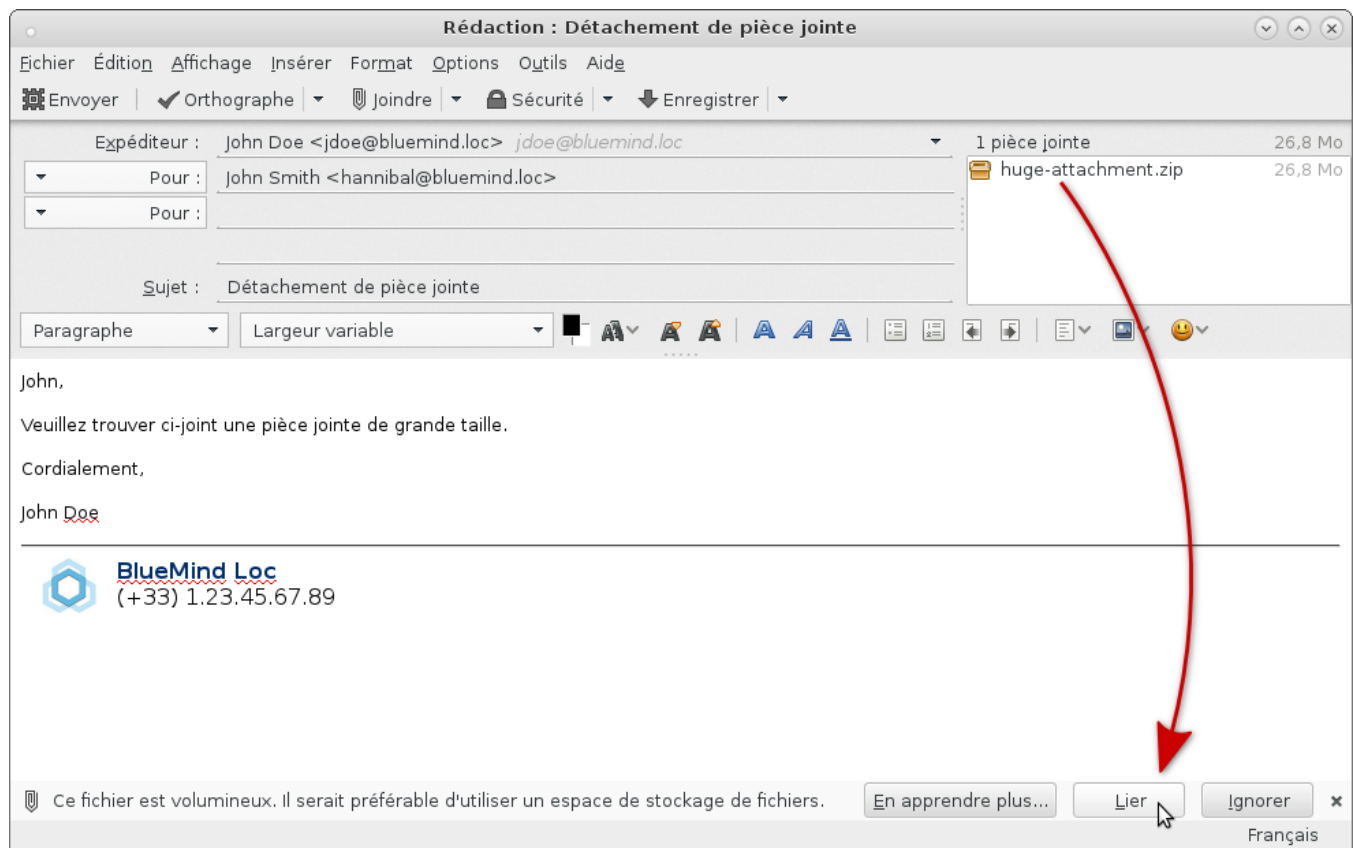 Rédaction : Détachement de pièce jointe
Fichier Édition Affichage Insérer Format Options Outils Aide
Envoyer Orthographe Joindre Sécurité Enregistrer
Expéditeur : John Doe <jdoe@bluemind.loc> jdoe@bluemind.loc
1 pièce jointe 26,8 Mo
Pour : John Smith <hannibal@bluemind.loc>
huge-attachment.zip 26,8 Mo
Pour :
Sujet : Détachement de pièce jointe
Paragraphe Largeur variable
John,
Veuillez trouver ci-joint une pièce jointe de grande taille.
Cordialement,
John Doe
BlueMind Loc
(+33) 1.23.45.67.89
Ce fichier est volumineux. Il serait préférable d'utiliser un espace de stockage de fichiers. En apprendre plus... Lier Ignorer
Français